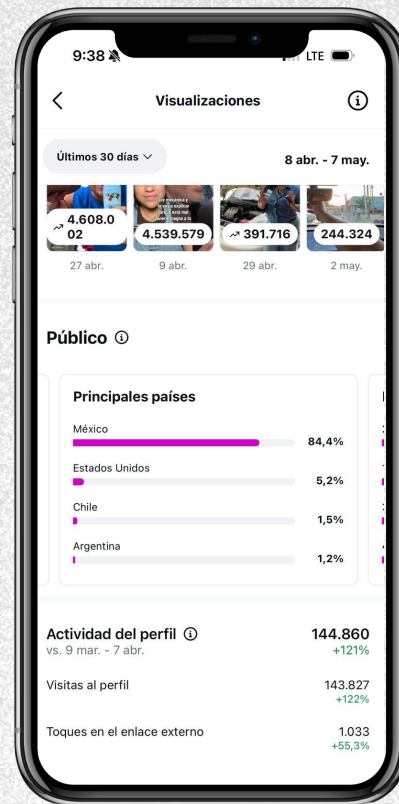 9:38
LTE
Visualizaciones
Últimos 30 días
8 abr. - 7 may.
4.608.0
02
4.539.579
391.716
244.324
27 abr.
9 abr.
29 abr.
2 may.
Público
Principales países
México
84,4%
Estados Unidos
5,2%
Chile
1,5%
Argentina
1,2%
Actividad del perfil
144.860
vs. 9 mar. - 7 abr.
+121%
Visitas al perfil
143.827
+122%
Toques en el enlace externo
1.033
+55,3%